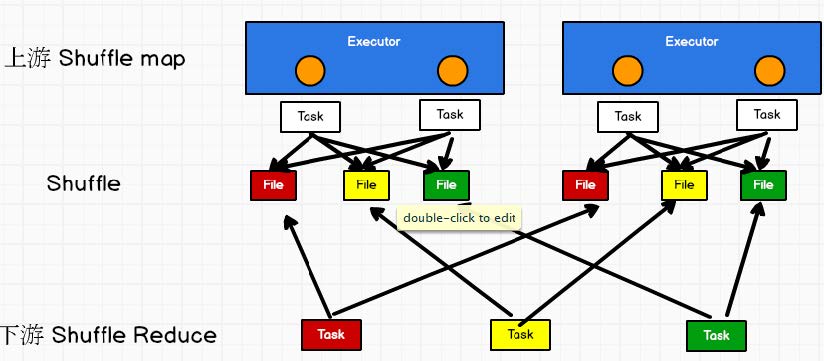 Executor
Executor
上游 Shuffle map
Task
Task
Task
Task
Shuffle
File
File
File
File
File
File
double-click to edit
下游 Shuffle Reduce
Task
Task
Task